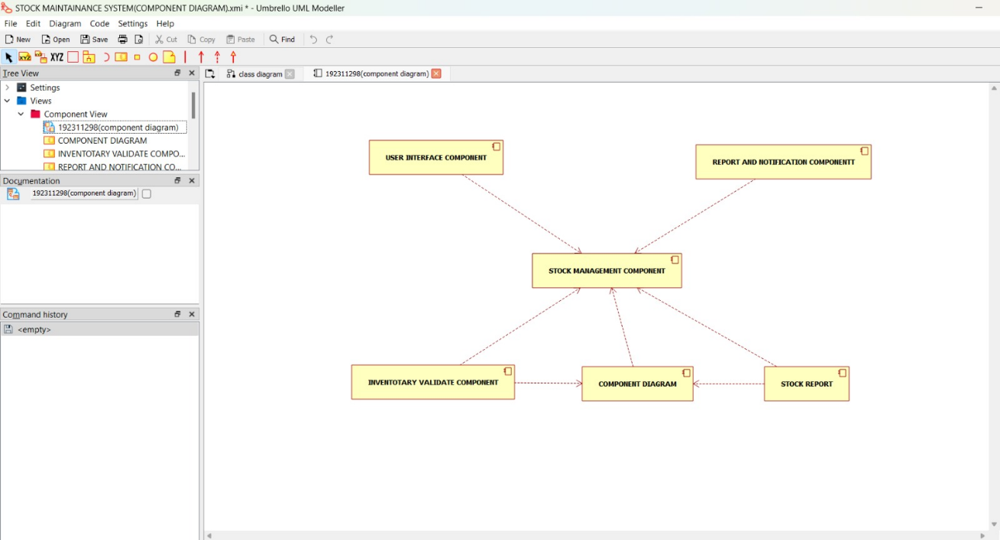 STOCK MAINTAINANCE SYSTEM(COMPONENT DIAGRAM).xmi * - Umbrello UML Modeller
File Edit Diagram Code Settings Help
New Open Save Cut Copy Paste Find
XYZ XYZ XYZ
Tree View
class diagram
192311298(component diagram)
Settings
Views
Component View
192311298(component diagram)
COMPONENT DIAGRAM
INVENTOTARY VALIDATE COMPO...
REPORT AND NOTIFICATION CO...
Documentation
192311298(component diagram)
Command history
<empty>
USER INTERFACE COMPONENT
REPORT AND NOTIFICATION COMPONENTT
STOCK MANAGEMENT COMPONENT
INVENTOTARY VALIDATE COMPONENT
COMPONENT DIAGRAM
STOCK REPORT